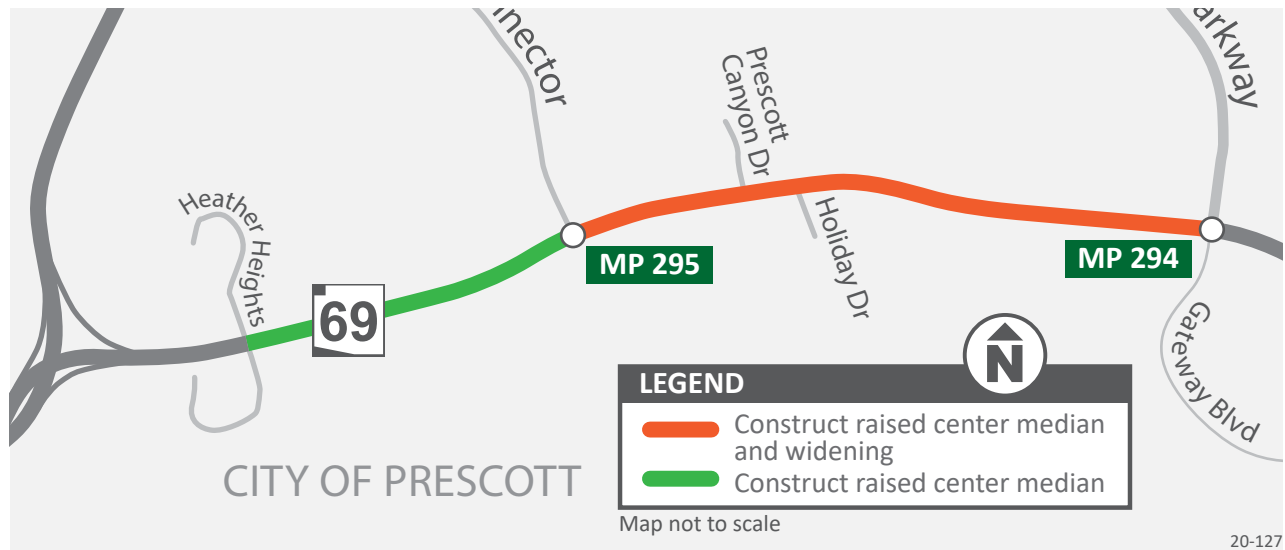 nnector
arkway
Prescott
Canyon Dr
Heather Heights
Holiday Dr
MP 295
MP 294
69
Gateway Blvd
N
LEGEND
Construct raised center median
and widening
Construct raised center median
CITY OF PRESCOTT
Map not to scale
20-127